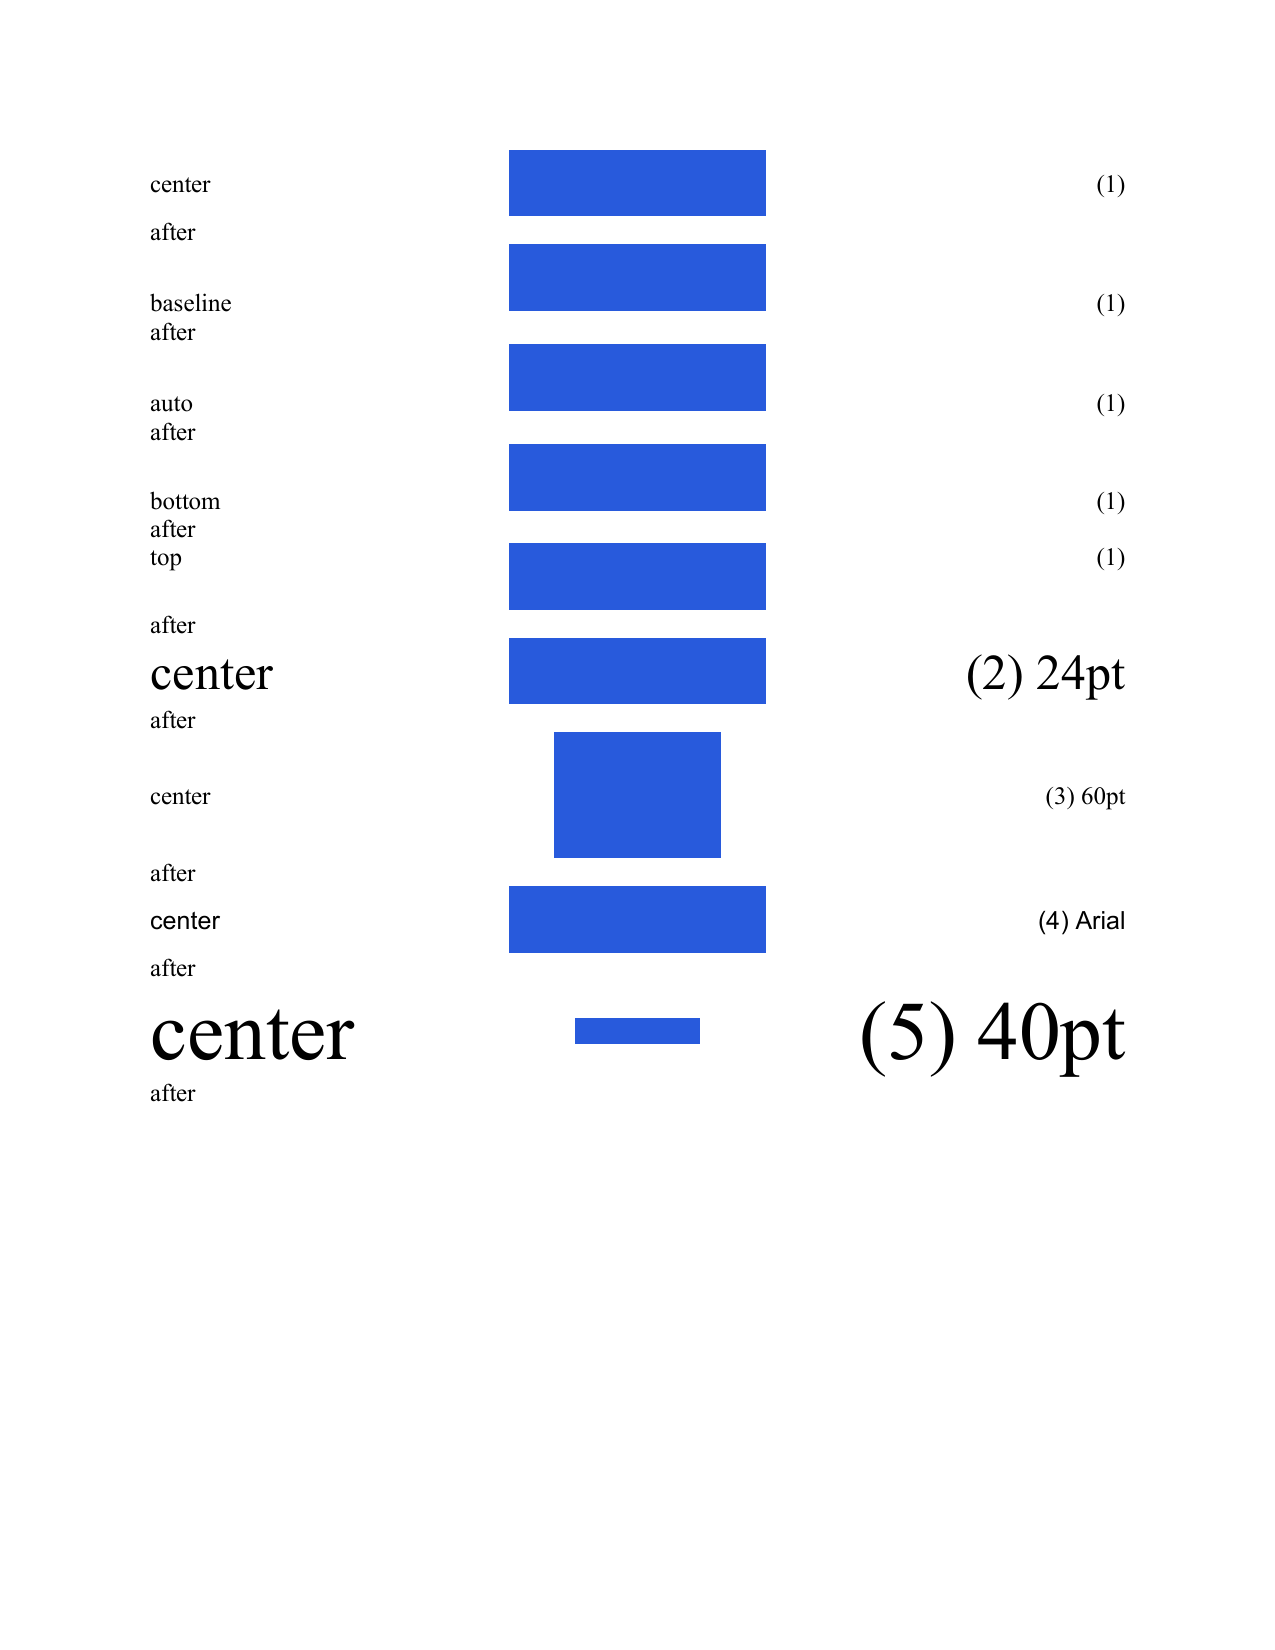 center (1)
after
baseline (1)
after
auto (1)
after
bottom (1)
after
top (1)
after
center (2) 24pt
after
center (3) 60pt
after
center (4) Arial
after
center (5) 40pt
after